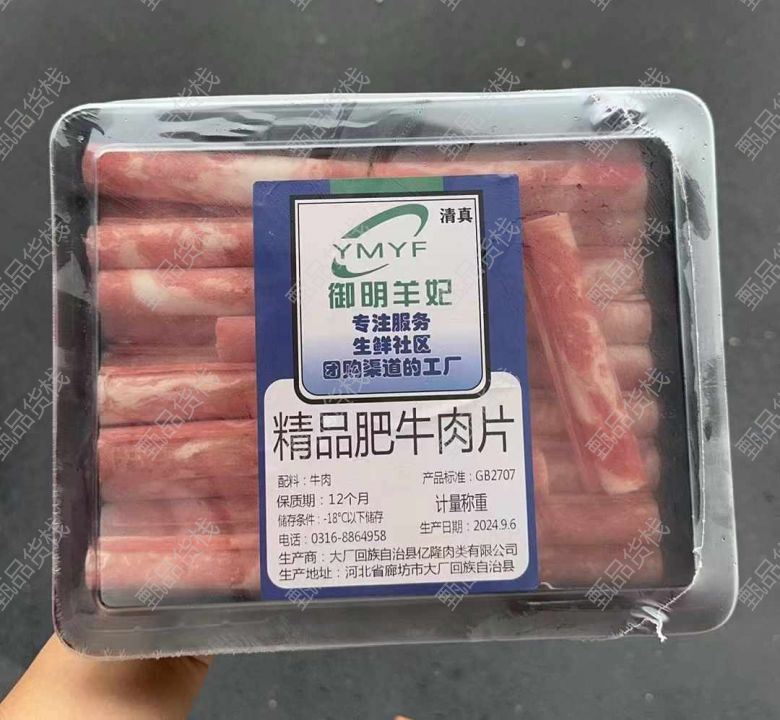 清真
YMYF
御明羊妃
专注服务
生鲜社区
团购渠道的工厂
精品肥牛肉片
配料：牛肉
产品标准：GB2707
保质期：12个月
计量称重
储存条件：-18℃以下储存
生产日期：2024.9.6
电话：0316-8864958
生产商：大厂回族自治县亿隆肉类有限公司
生产地址：河北省廊坊市大厂回族自治县
甄品货栈